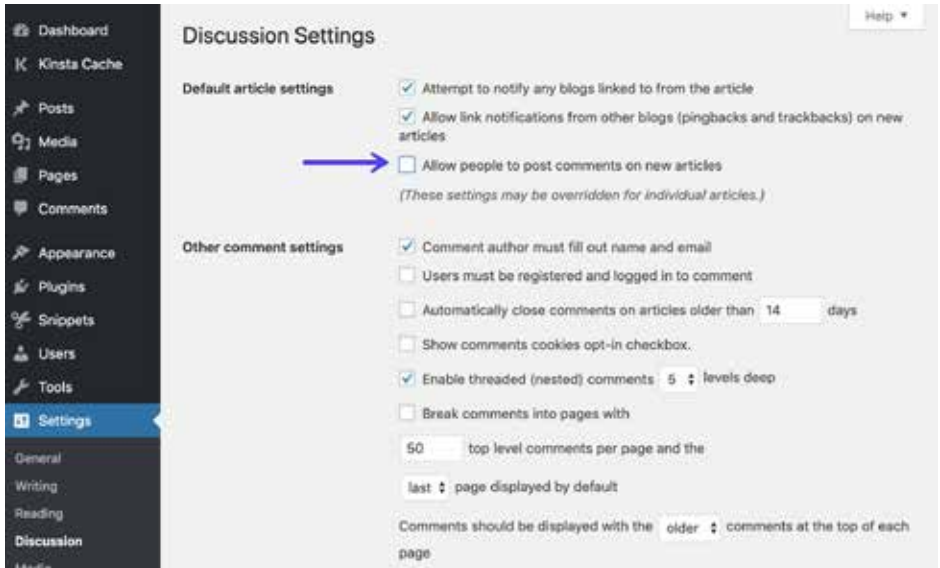 Help
Dashboard
Kinsta Cache
Posts
Media
Pages
Comments
Appearance
Plugins
Snippets
Users
Tools
Settings
General
Writing
Reading
Discussion
Media
Discussion Settings
Default article settings
Attempt to notify any blogs linked to from the article
Allow link notifications from other blogs (pingbacks and trackbacks) on new
articles
Allow people to post comments on new articles
(These settings may be overridden for individual articles.)
Other comment settings
Comment author must fill out name and email
Users must be registered and logged in to comment
Automatically close comments on articles older than 14 days
Show comments cookies opt-in checkbox.
Enable threaded (nested) comments 5 levels deep
Break comments into pages with
50 top level comments per page and the
last page displayed by default
Comments should be displayed with the older comments at the top of each
page